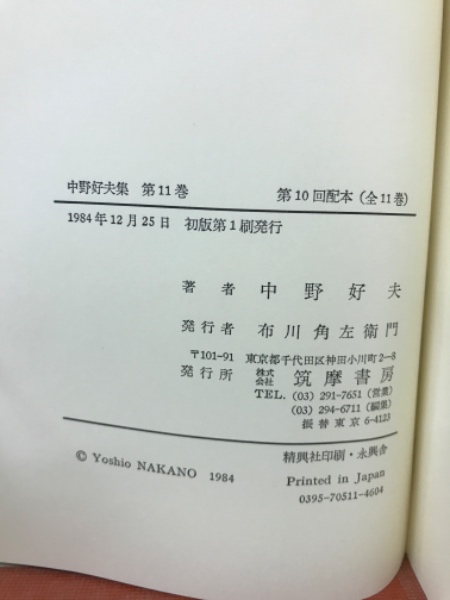 中野好夫集 第11巻 第10回配本(全11巻)
1984年12月25日 初版第1刷発行
著者 中野好夫
発行者 布川角左衛門
〒101-91 東京都千代田区神田小川町2-8
発行所 株式会社 筑摩書房
TEL. (03) 291-7651 (営業)
(03) 294-6711 (編集)
振替東京6-4123
精興社印刷・永興舎
© Yoshio NAKANO 1984
Printed in Japan
0395-70511-4604